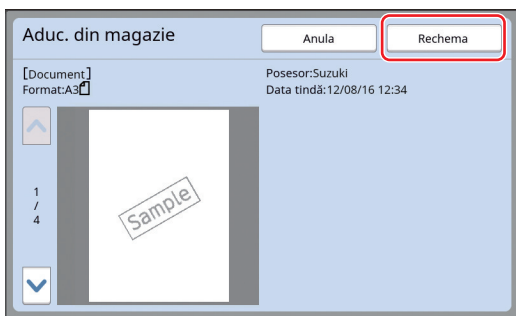 Aduc. din magazie
Anula
Rechema
[Document]
Format:A3
Posesor:Suzuki
Data tindă:12/08/16 12:34
1
/
4
Sample